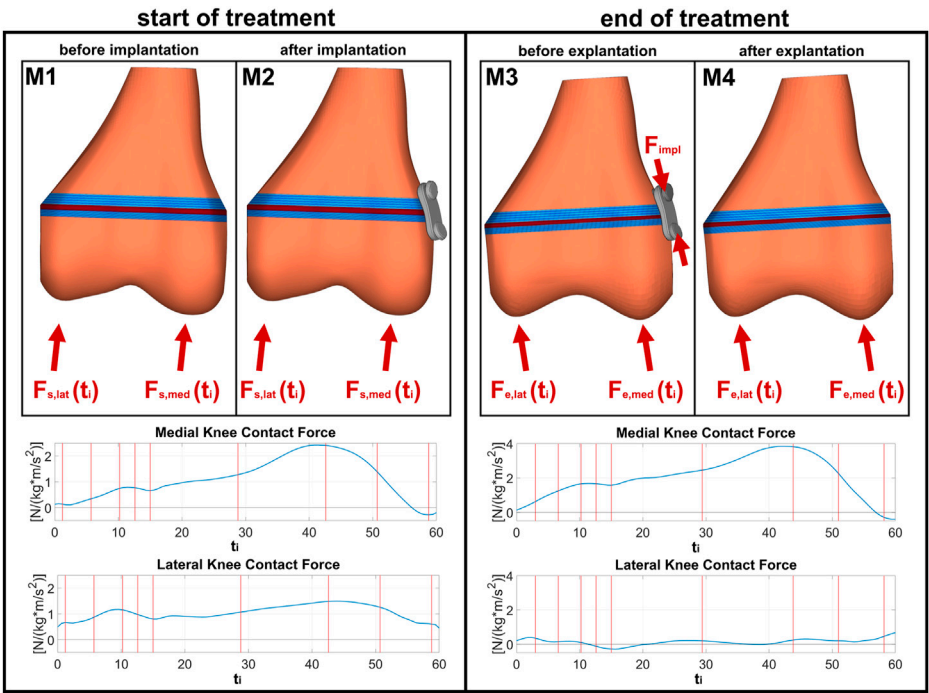 start of treatment
end of treatment
before implantation
after implantation
before explantation
after explantation
M1
M2
M3
M4
Fimpl
Fs,lat (ti)
Fs,med (ti)
Fs,lat (ti)
Fs,med (ti)
Fe,lat (ti)
Fe,med (ti)
Fe,lat (ti)
Fe,med (ti)
Medial Knee Contact Force
[N/(kg*m/s²)]
2
1
0
0 10 20 30 40 50 60
ti
Lateral Knee Contact Force
[N/(kg*m/s²)]
2
1
0
0 10 20 30 40 50 60
ti
Medial Knee Contact Force
[N/(kg*m/s²)]
4
2
0
0 10 20 30 40 50 60
ti
Lateral Knee Contact Force
[N/(kg*m/s²)]
4
2
0
0 10 20 30 40 50 60
ti